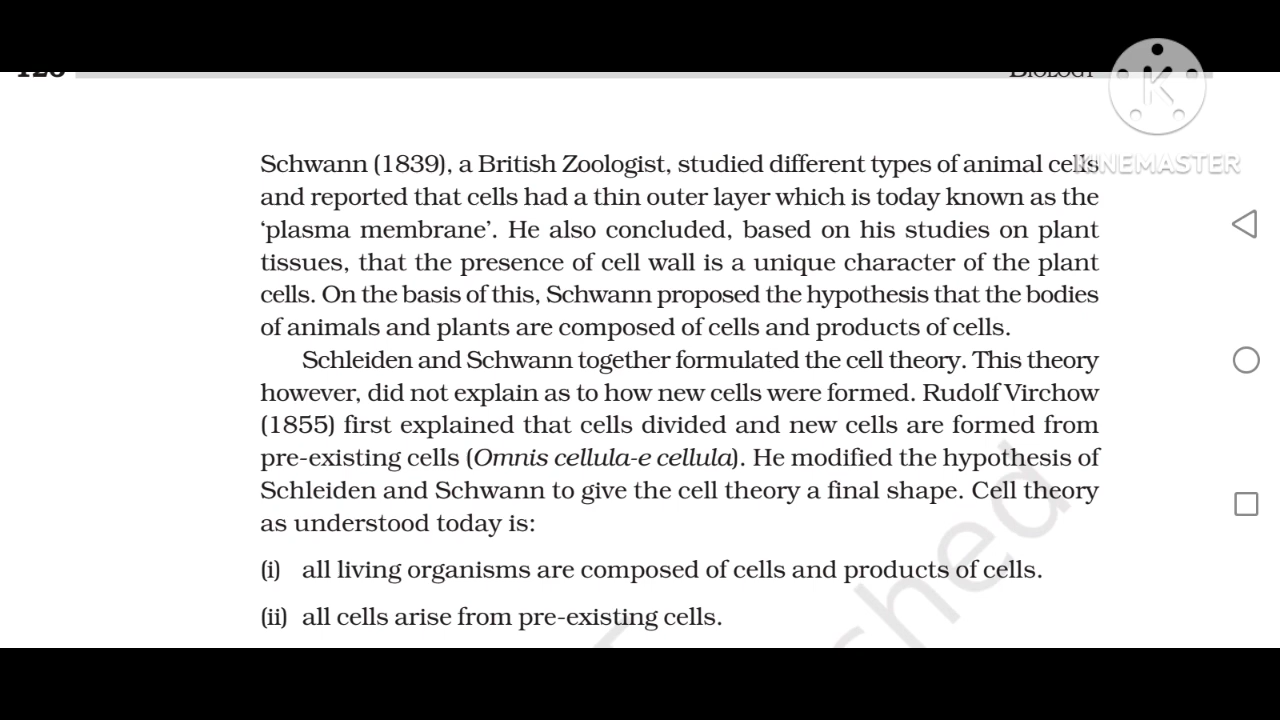 BIOLOGY
KINEMASTER
Schwann (1839), a British Zoologist, studied different types of animal cells
and reported that cells had a thin outer layer which is today known as the
‘plasma membrane’. He also concluded, based on his studies on plant
tissues, that the presence of cell wall is a unique character of the plant
cells. On the basis of this, Schwann proposed the hypothesis that the bodies
of animals and plants are composed of cells and products of cells.
Schleiden and Schwann together formulated the cell theory. This theory
however, did not explain as to how new cells were formed. Rudolf Virchow
(1855) first explained that cells divided and new cells are formed from
pre-existing cells (Omnis cellula-e cellula). He modified the hypothesis of
Schleiden and Schwann to give the cell theory a final shape. Cell theory
as understood today is:
(i) all living organisms are composed of cells and products of cells.
(ii) all cells arise from pre-existing cells.